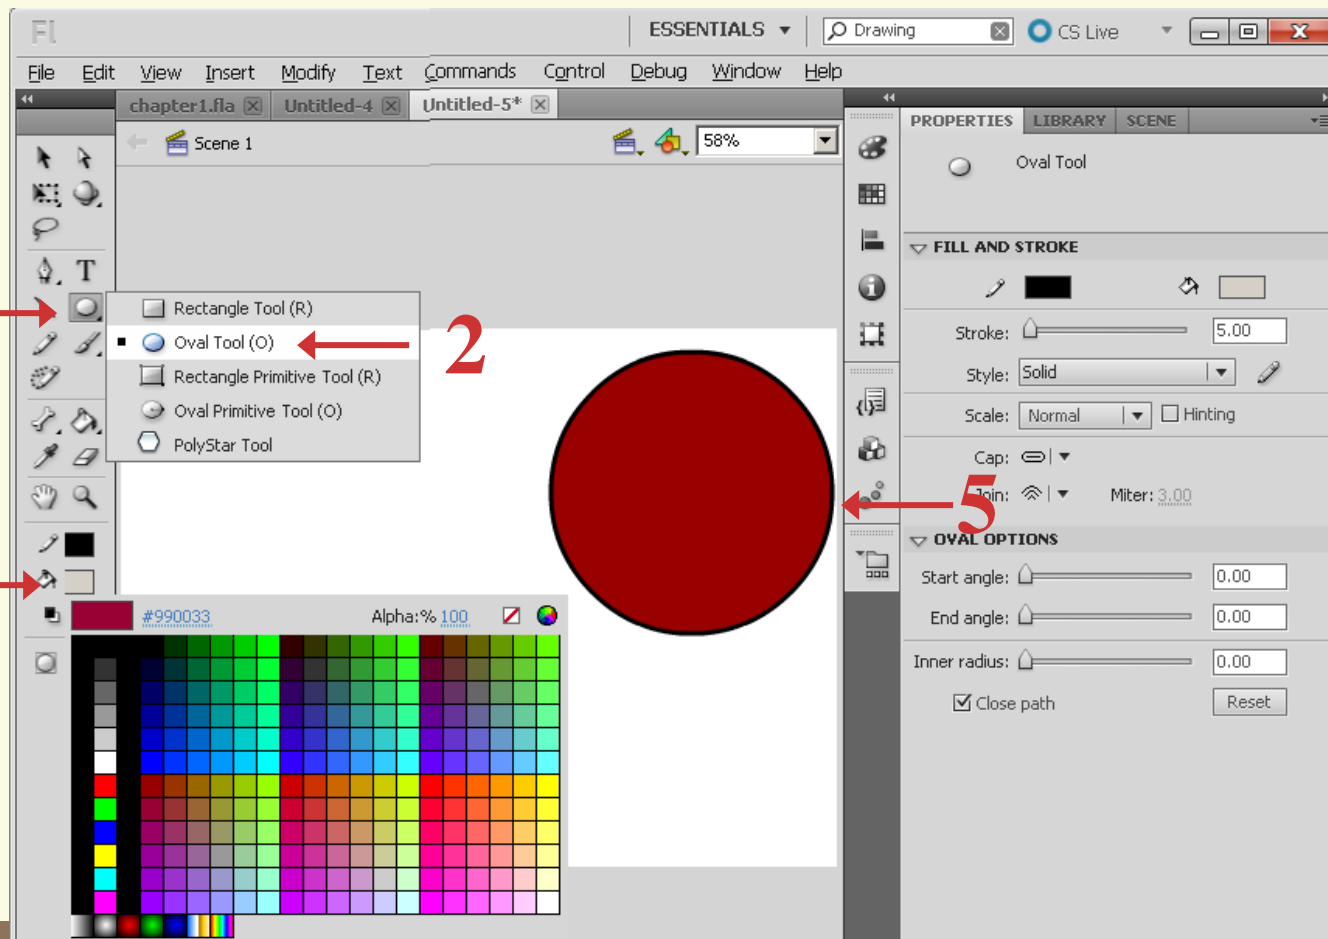 Fl ESSENTIALS Drawing CS Live
File Edit View Insert Modify Text Commands Control Debug Window Help
chapter1.fla Untitled-4 Untitled-5*
Scene 1 58%
T
Rectangle Tool (R)
Oval Tool (O)
Rectangle Primitive Tool (R)
Oval Primitive Tool (O)
PolyStar Tool
2
5
#990033 Alpha:% 100
PROPERTIES LIBRARY SCENE
Oval Tool
FILL AND STROKE
Stroke: 5.00
Style: Solid
Scale: Normal Hinting
Cap:
Join: Miter: 3.00
OVAL OPTIONS
Start angle: 0.00
End angle: 0.00
Inner radius: 0.00
Close path Reset